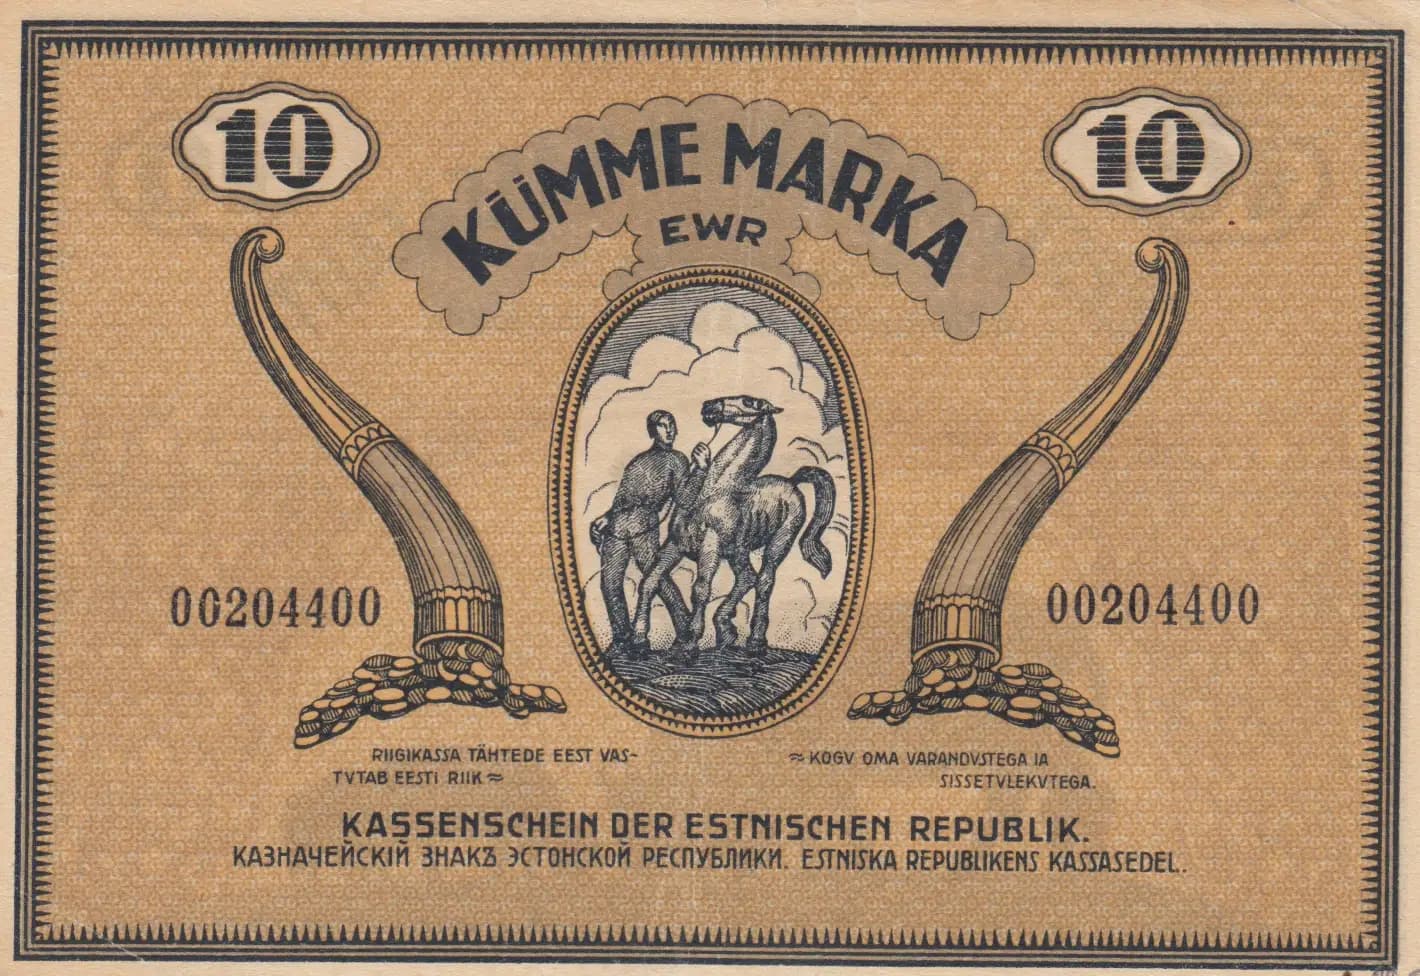 10
10
KÜMME MARKA
EWR
00204400
00204400
RIIGIKASSA TÄHTEDE EEST VAS-
TVTAB EESTI RIIK ≈
≈ KOGV OMA VARANDVSTEGA IA
SISSETVLEKVTEGA.
KASSENSCHEIN DER ESTNISCHEN REPUBLIK.
КАЗНАЧЕЙСКІЙ ЗНАКЪ ЭСТОНСКОЙ РЕСПУБЛИКИ. ESTNISKA REPUBLIKENS KASSASEDEL.